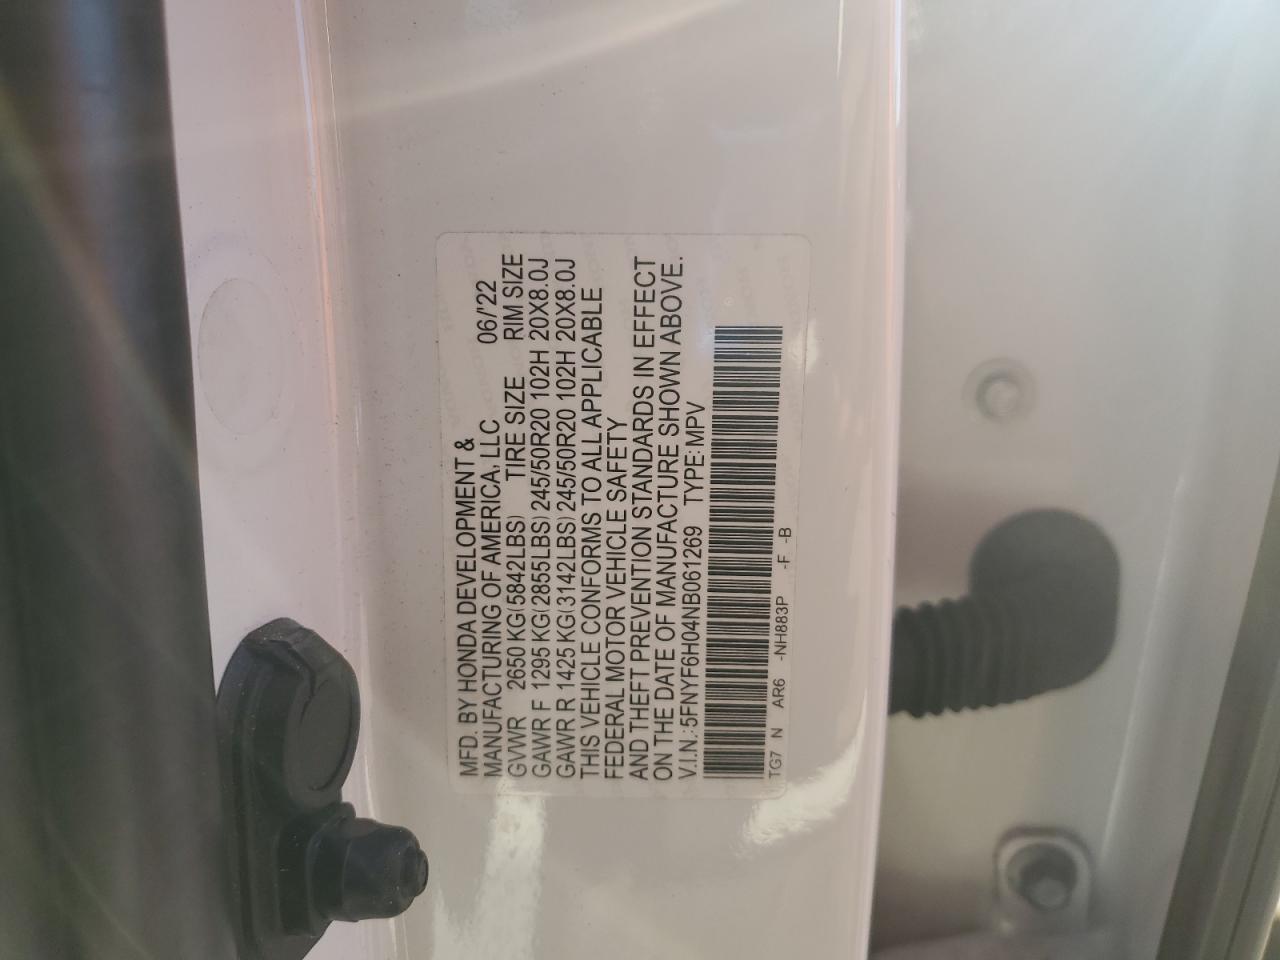 MFD. BY HONDA DEVELOPMENT &
MANUFACTURING OF AMERICA, LLC 06/'22
GVWR 2650 KG(5842LBS) TIRE SIZE RIM SIZE
GAWR F 1295 KG(2855LBS) 245/50R20 102H 20X8.0J
GAWR R 1425 KG(3142LBS) 245/50R20 102H 20X8.0J
THIS VEHICLE CONFORMS TO ALL APPLICABLE
FEDERAL MOTOR VEHICLE SAFETY
AND THEFT PREVENTION STANDARDS IN EFFECT
ON THE DATE OF MANUFACTURE SHOWN ABOVE.
V.I.N.:5FNYF6H04NB061269 TYPE:MPV
TG7 N AR6 -NH883P -F -B